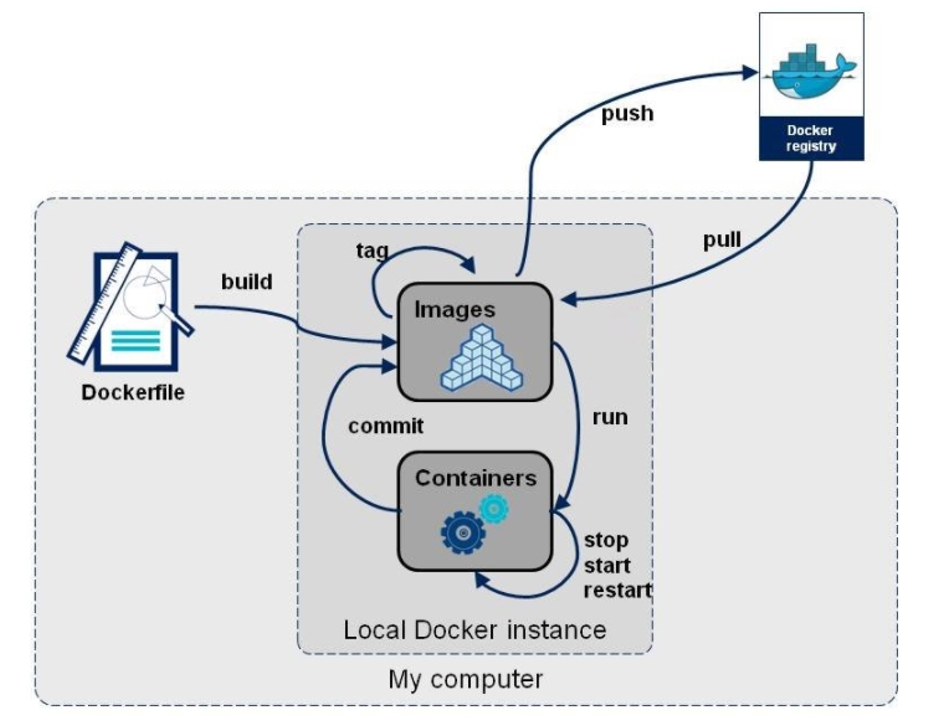 push
Docker
registry
pull
tag
build
Images
Dockerfile
commit
run
Containers
stop
start
restart
Local Docker instance
My computer